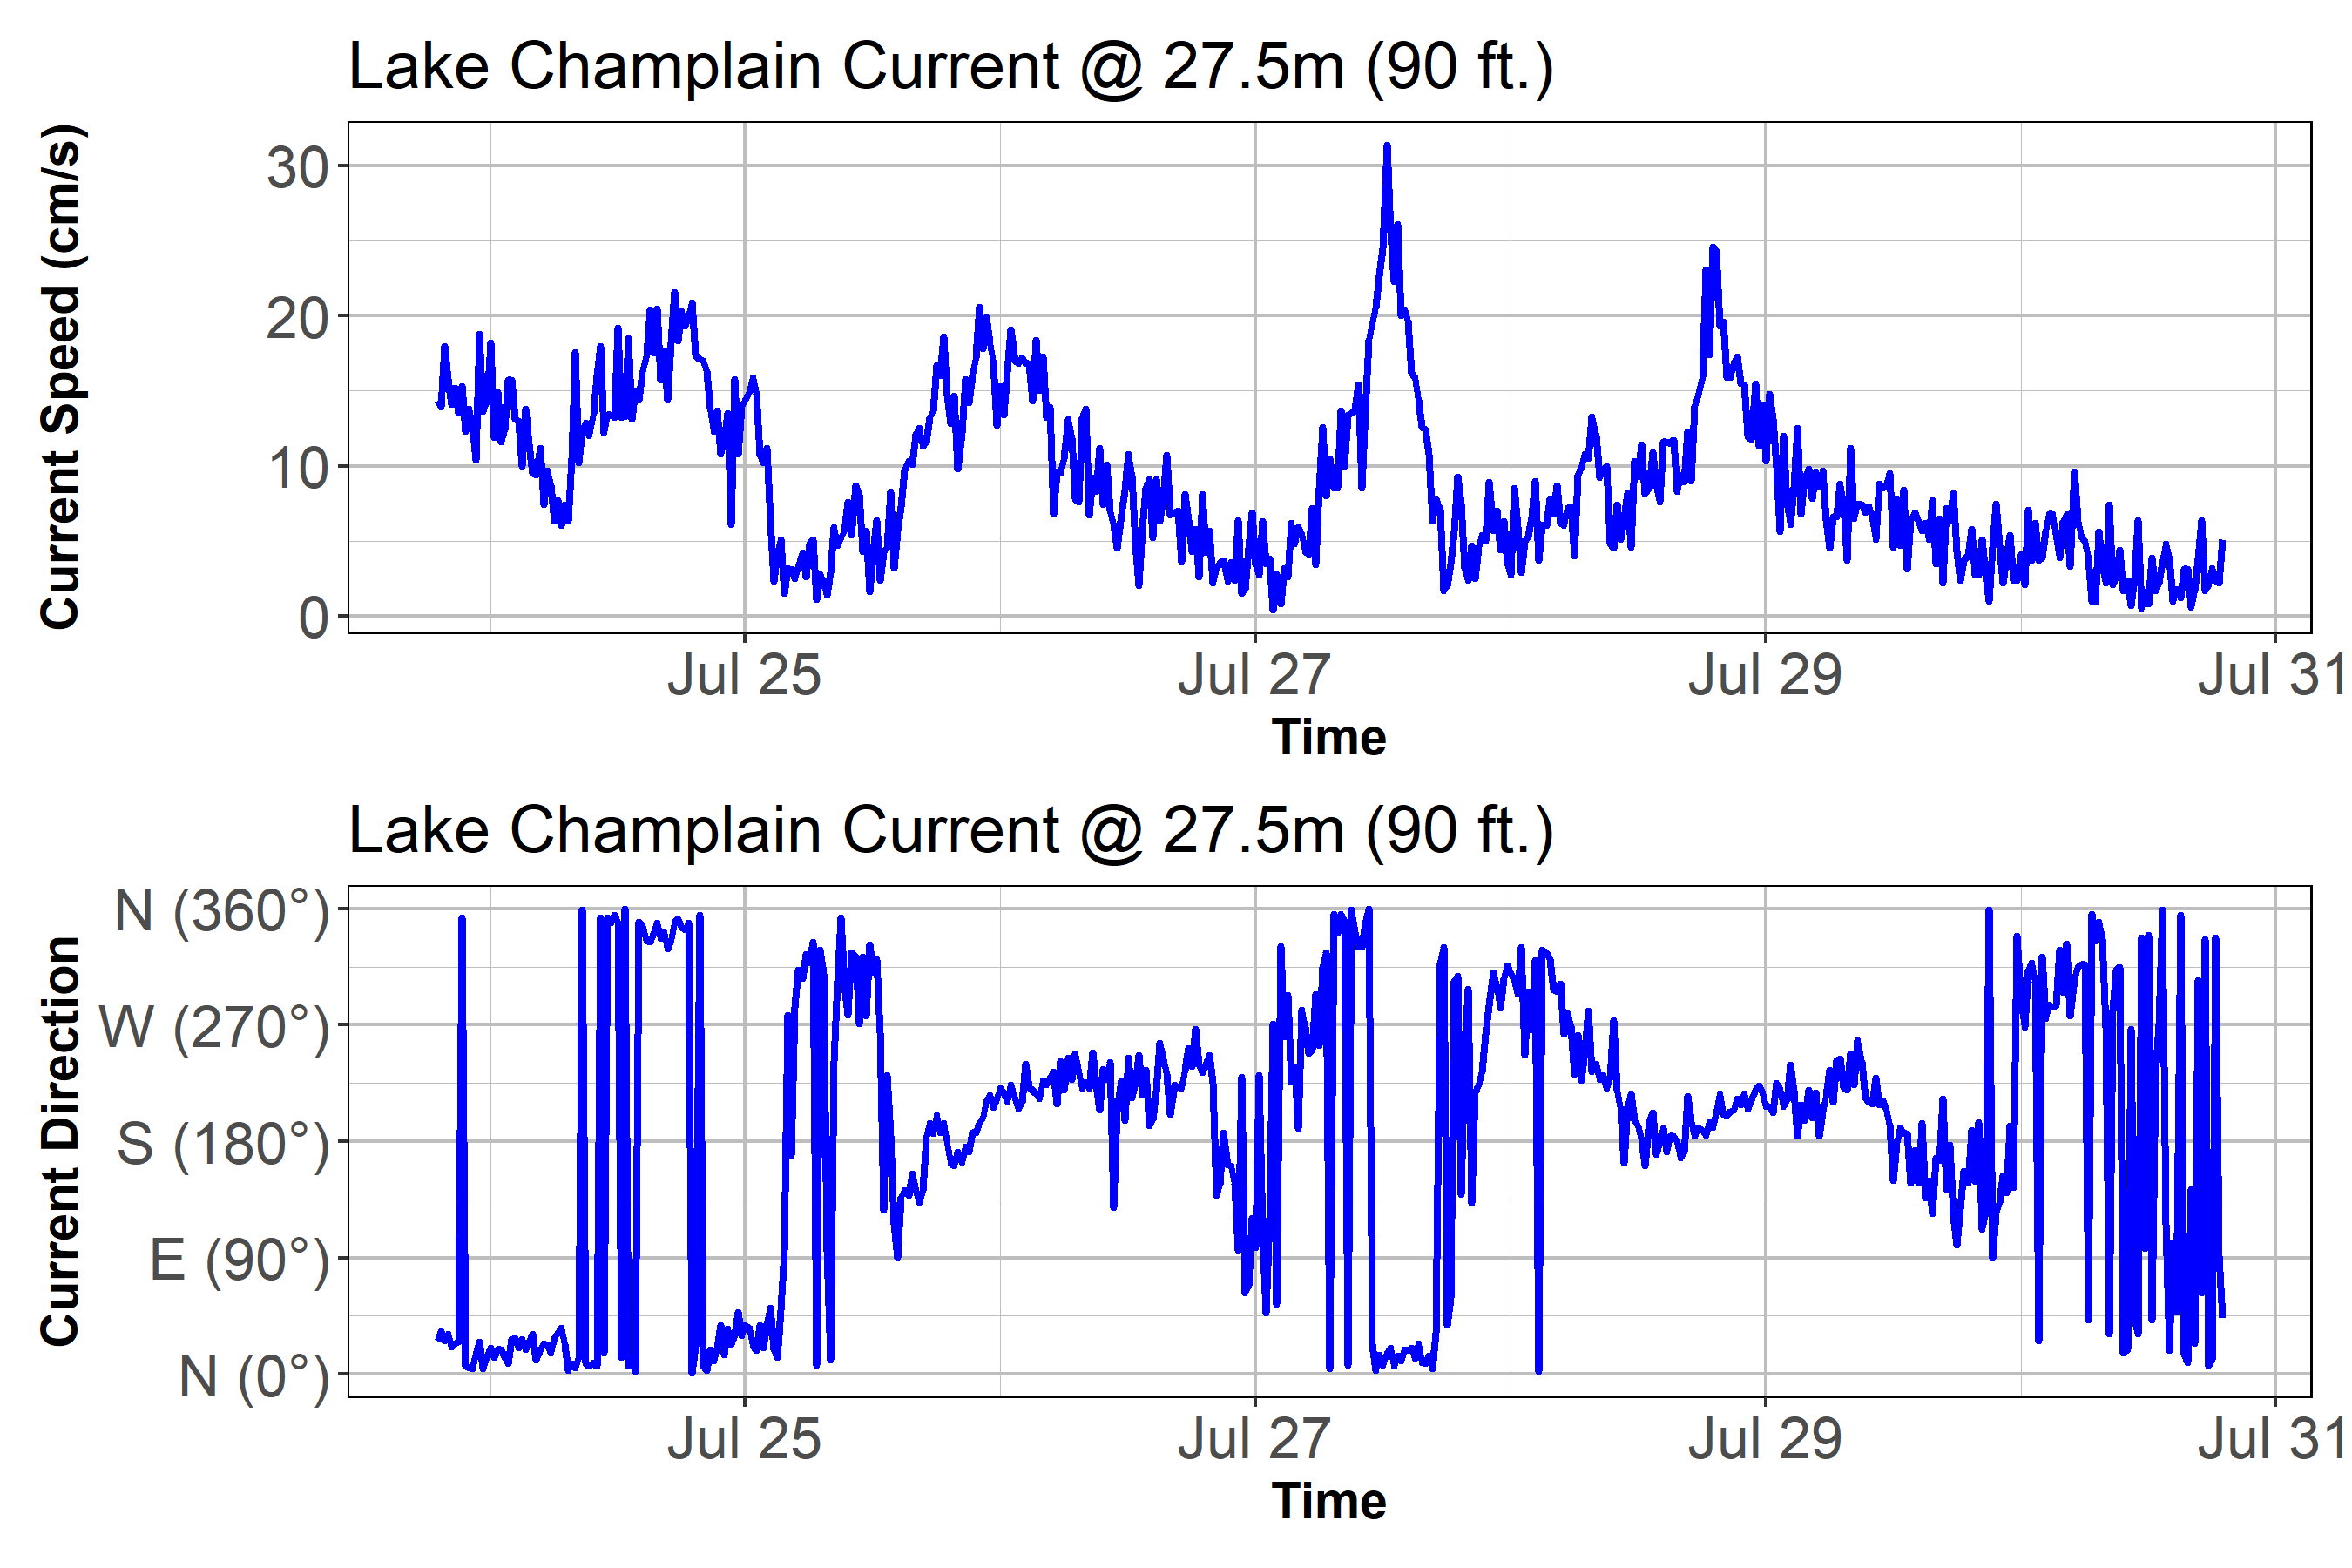 Lake Champlain Current @ 27.5m (90 ft.)
Current Speed (cm/s)
30
20
10
0
Jul 25 Jul 27 Jul 29 Jul 31
Time
Lake Champlain Current @ 27.5m (90 ft.)
Current Direction
N (360°)
W (270°)
S (180°)
E (90°)
N (0°)
Jul 25 Jul 27 Jul 29 Jul 31
Time